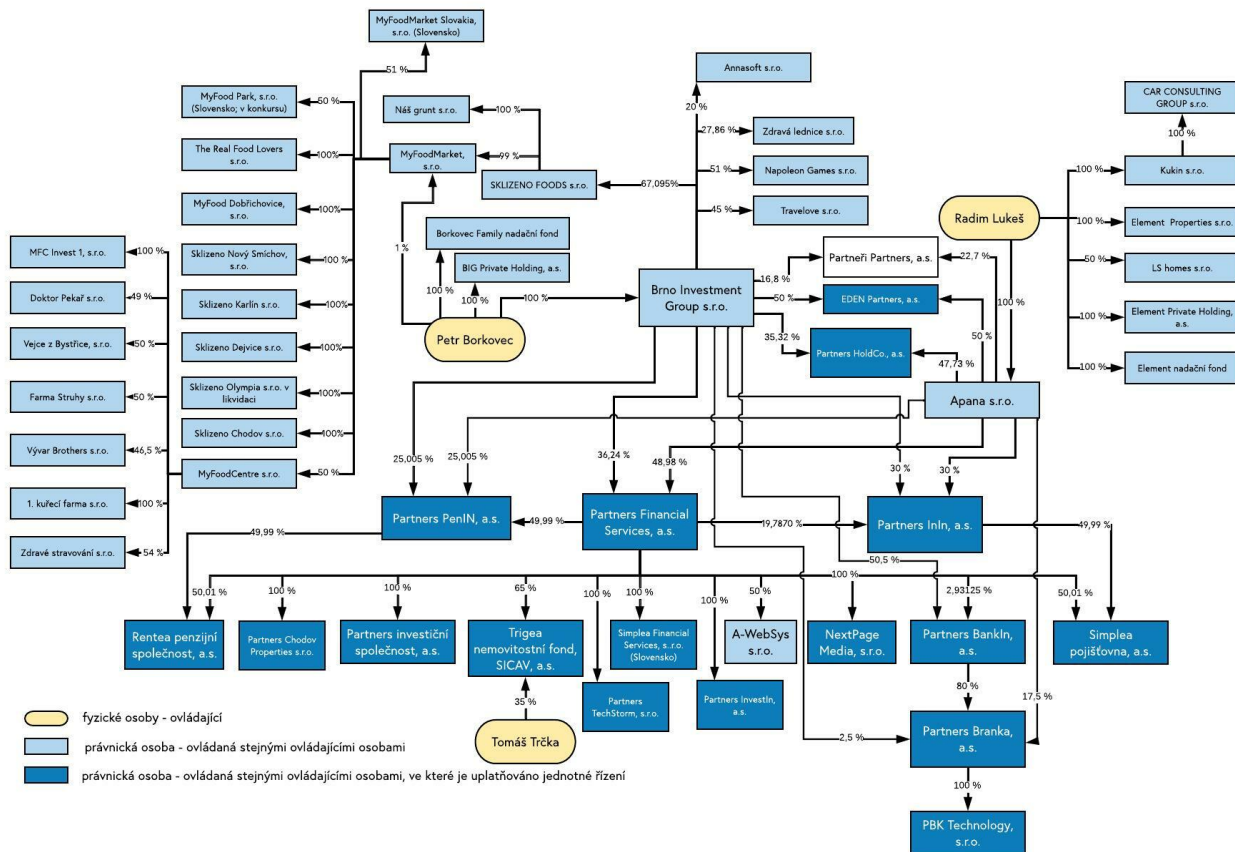 MyFoodMarket Slovakia,
s.r.o. (Slovensko)
51 %
MyFood Park, s.r.o.
(Slovensko; v konkursu)
50 %
The Real Food Lovers
s.r.o.
100%
MyFood Dobřichovice,
s.r.o.
100%
Sklizeno Nový Smíchov,
s.r.o.
100 %
Sklizeno Karlín s.r.o.
100%
Sklizeno Dejvice s.r.o.
100%
Sklizeno Olympia s.r.o. v
likvidaci
100%
Sklizeno Chodov s.r.o.
100%
MyFoodCentre s.r.o.
50 %
MFC Invest 1, s.r.o.
100 %
Doktor Pekař s.r.o.
49 %
Vejce z Bystřice, s.r.o.
50 %
Farma Struhy s.r.o.
50 %
Vývar Brothers s.r.o.
46,5 %
1. kuřecí farma s.r.o.
100%
Zdravé stravování s.r.o.
54 %
Náš grunt s.r.o.
100 %
MyFoodMarket,
s.r.o.
99 %
SKLIZENO FOODS s.r.o.
67,095%
1 %
Borkovec Family nadační fond
BIG Private Holding, a.s.
100 %
100 %
100 %
Petr Borkovec
Annasoft s.r.o.
20 %
27,86 %
Zdravá lednice s.r.o.
51 %
Napoleon Games s.r.o.
45 %
Travelove s.r.o.
Brno Investment
Group s.r.o.
16,8 %
Partneři Partners, a.s.
22,7 %
50 %
EDEN Partners, a.s.
50 %
35,32 %
Partners HoldCo., a.s.
47,73 %
Radim Lukeš
100%
Apana s.r.o.
CAR CONSULTING
GROUP s.r.o.
100 %
100 %
Kukin s.r.o.
100 %
Element Properties s.r.o.
50 %
LS homes s.r.o.
100 %
Element Private Holding,
a.s.
100 %
Element nadační fond
25,005 %
25,005 %
36,24 %
48,98 %
30 %
30 %
Partners PenIN, a.s.
49,99 %
Partners Financial
Services, a.s.
19,7870 %
Partners InIn, a.s.
49,99 %
49,99 %
50,5 %
50,01 %
100 %
100 %
65 %
100 %
100 %
100 %
50 %
100 %
2,93125 %
50,01 %
Rentea penzijní
společnost, a.s.
Partners Chodov
Properties s.r.o.
Partners investiční
společnost, a.s.
Trigea
nemovitostní fond,
SICAV, a.s.
Partners
TechStorm, s.r.o.
Simplea Financial
Services, s..r.o.
(Slovensko)
Partners InvestIn,
a.s.
A-WebSys
s.r.o.
NextPage
Media, s.r.o.
Partners BankIn,
a.s.
Simplea
pojišťovna, a.s.
35 %
Tomáš Trčka
80 %
17,5 %
2,5 %
Partners Branka,
a.s.
100 %
PBK Technology,
s.r.o.
fyzické osoby - ovládající
právnická osoba - ovládaná stejnými ovládajícími osobami
právnická osoba - ovládaná stejnými ovládajícími osobami, ve které je uplatňováno jednotné řízení